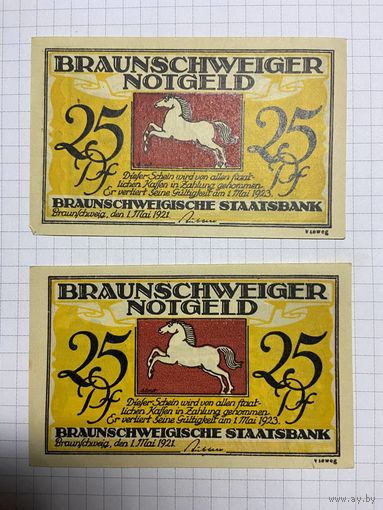 BRAUNSCHWEIGER
NOTGELD
25 Pf
25 Pf
Dieser Schein wird von allen staat-
lichen Kassen in Zahlung genommen.
Er verliert seine Gültigkeit am 1. Mai 1923.
BRAUNSCHWEIGISCHE STAATSBANK
Braunschweig, den 1. Mai 1921.
vieweg
BRAUNSCHWEIGER
NOTGELD
25 Pf
25 Pf
Dieser Schein wird von allen staat-
lichen Kassen in Zahlung genommen.
Er verliert seine Gültigkeit am 1. Mai 1923.
BRAUNSCHWEIGISCHE STAATSBANK
Braunschweig, den 1. Mai 1921.
vieweg
www.ay.by